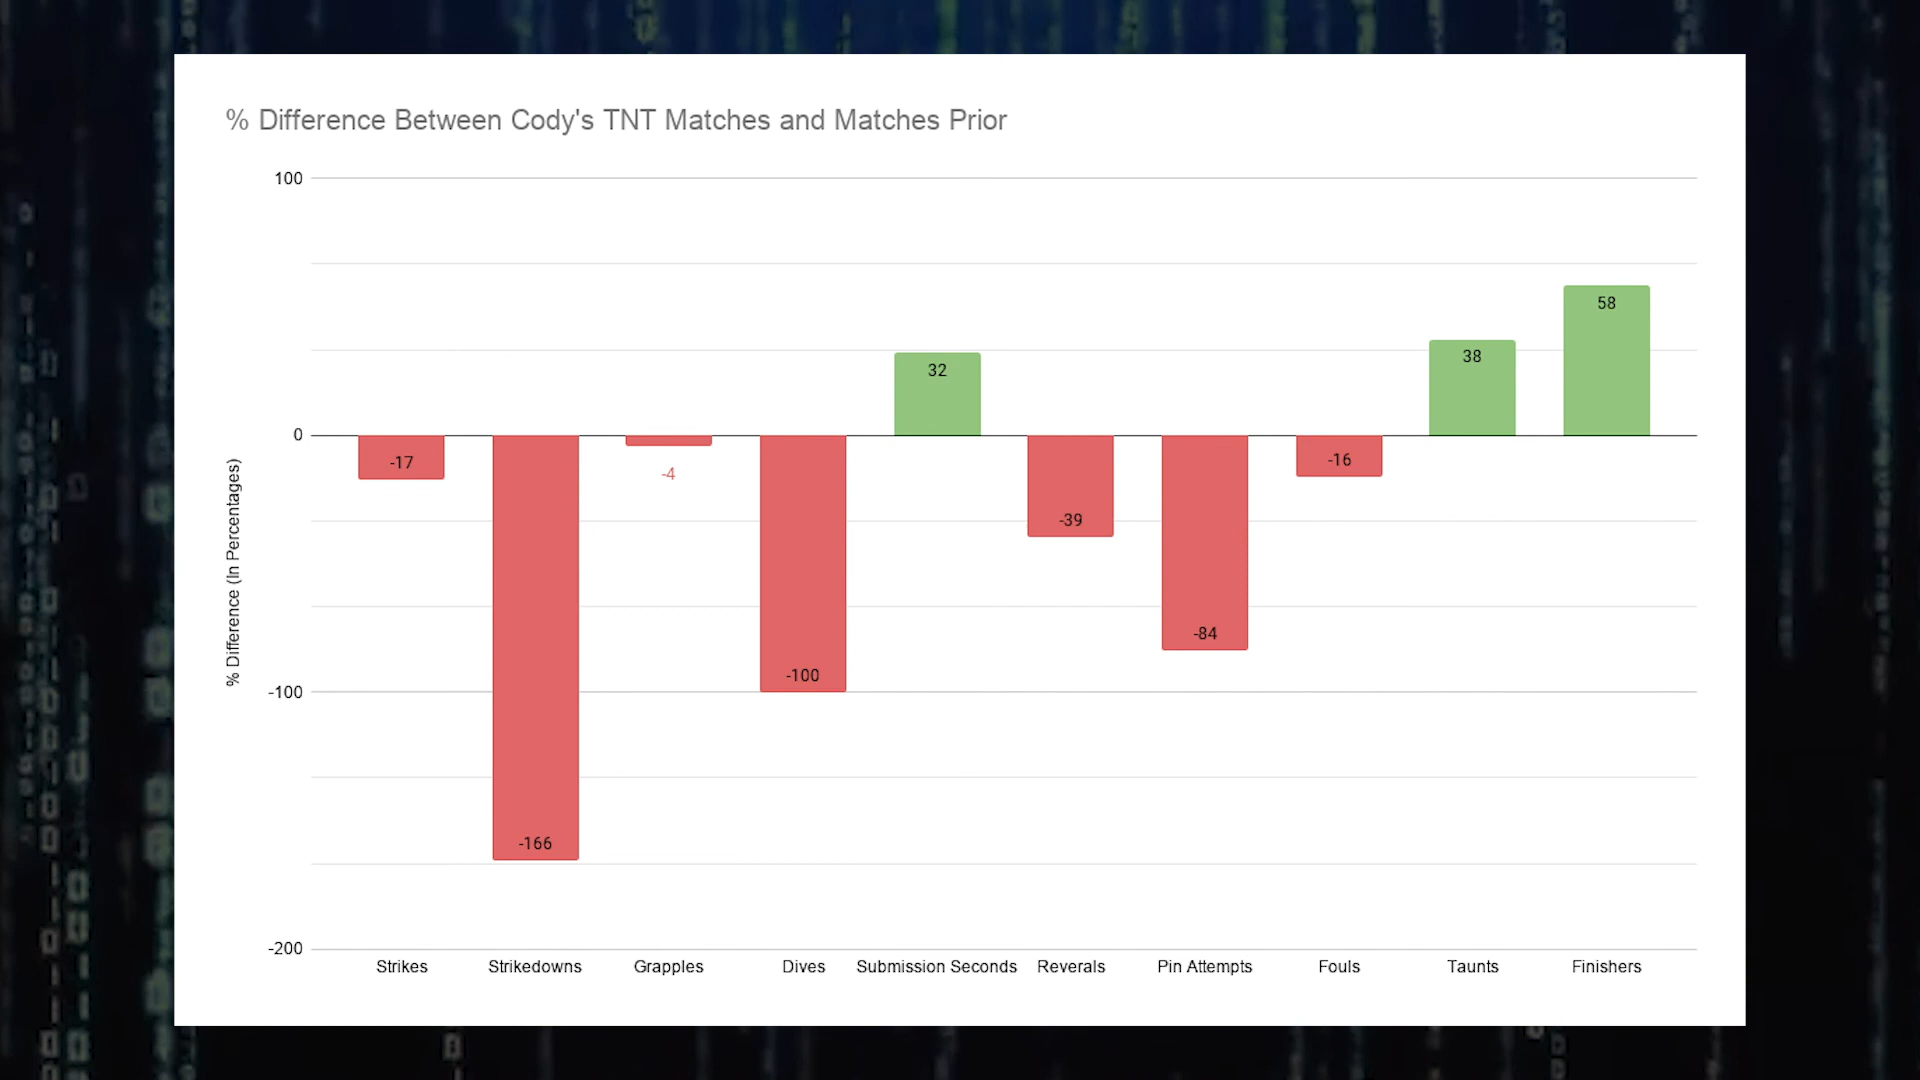 % Difference Between Cody's TNT Matches and Matches Prior
100
0
-100
-200
% Difference (In Percentages)
-17
-166
-4
-100
32
-39
-84
-16
38
58
Strikes
Strikedowns
Grapples
Dives
Submission Seconds
Reverals
Pin Attempts
Fouls
Taunts
Finishers